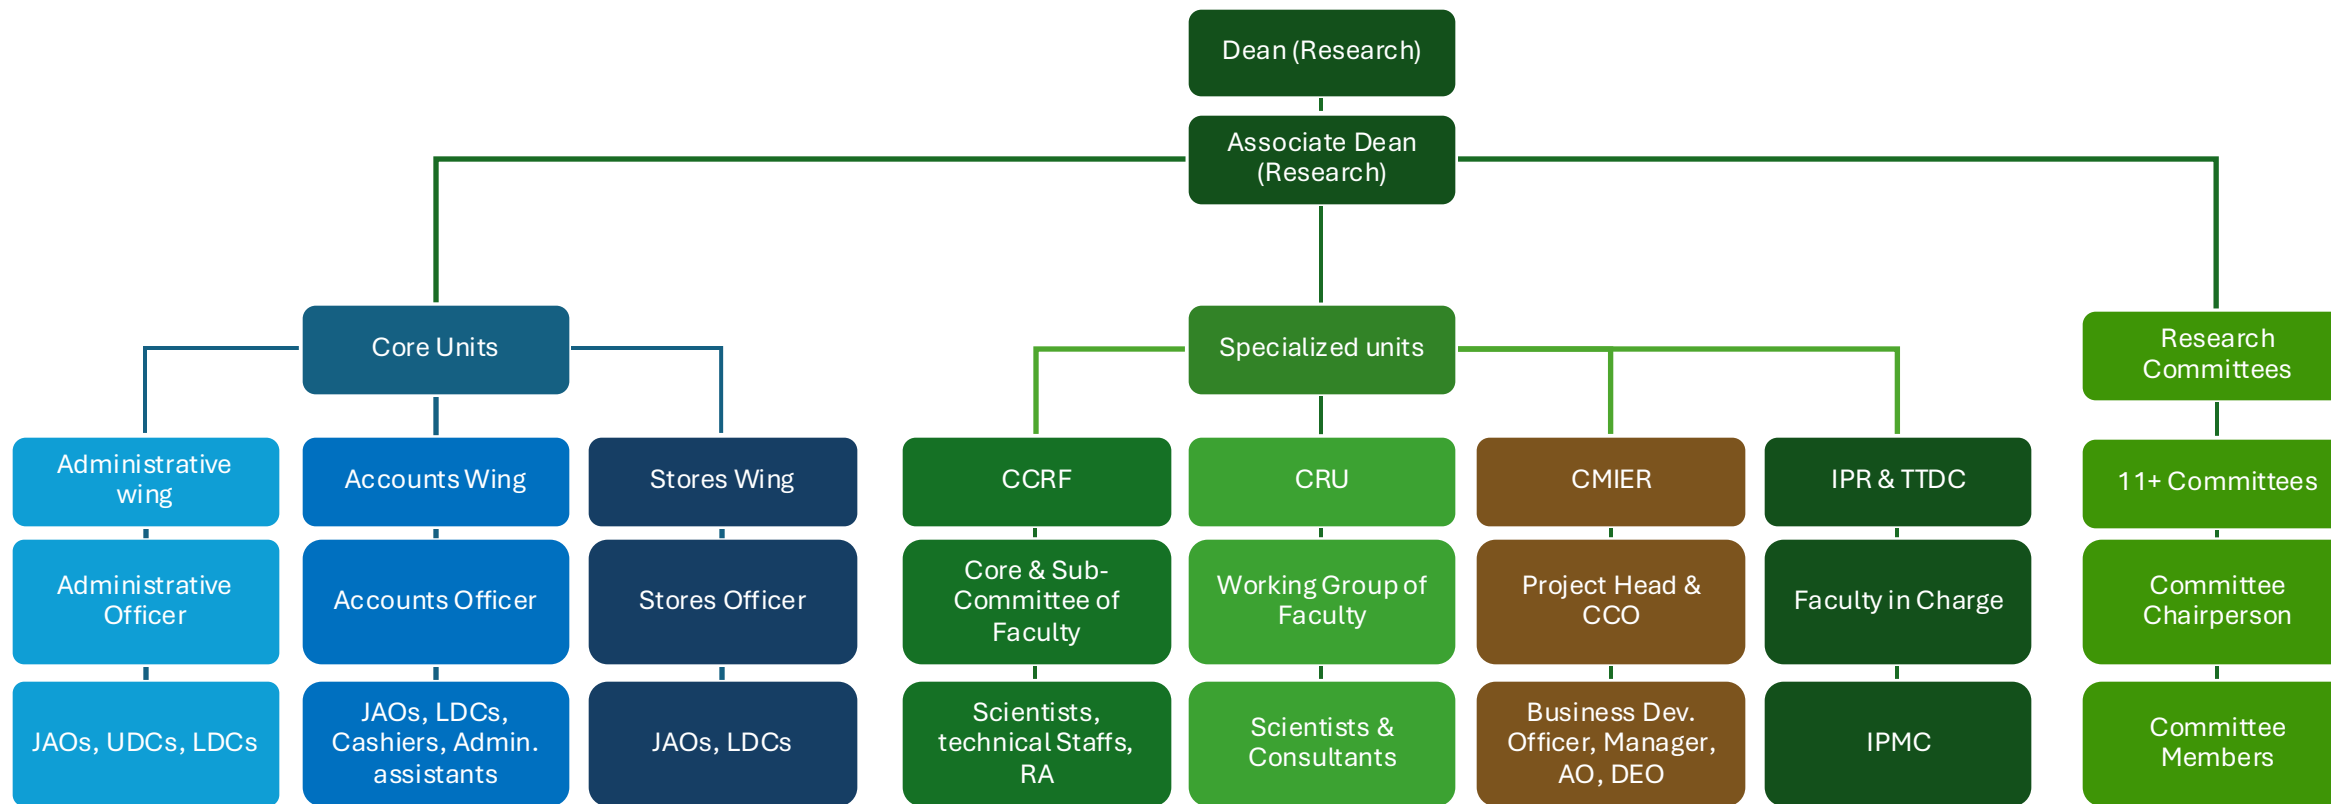 Dean (Research)
Associate Dean
(Research)
Core Units
Specialized units
Research
Committees
Administrative
wing
Accounts Wing
Stores Wing
CCRF
CRU
CMIER
IPR & TTDC
11+ Committees
Administrative
Officer
Accounts Officer
Stores Officer
Core & Sub-
Committee of
Faculty
Working Group of
Faculty
Project Head &
CCO
Faculty in Charge
Committee
Chairperson
JAOs, UDCs, LDCs
JAOs, LDCs,
Cashiers, Admin.
assistants
JAOs, LDCs
Scientists,
technical Staffs,
RA
Scientists &
Consultants
Business Dev.
Officer, Manager,
AO, DEO
IPMC
Committee
Members